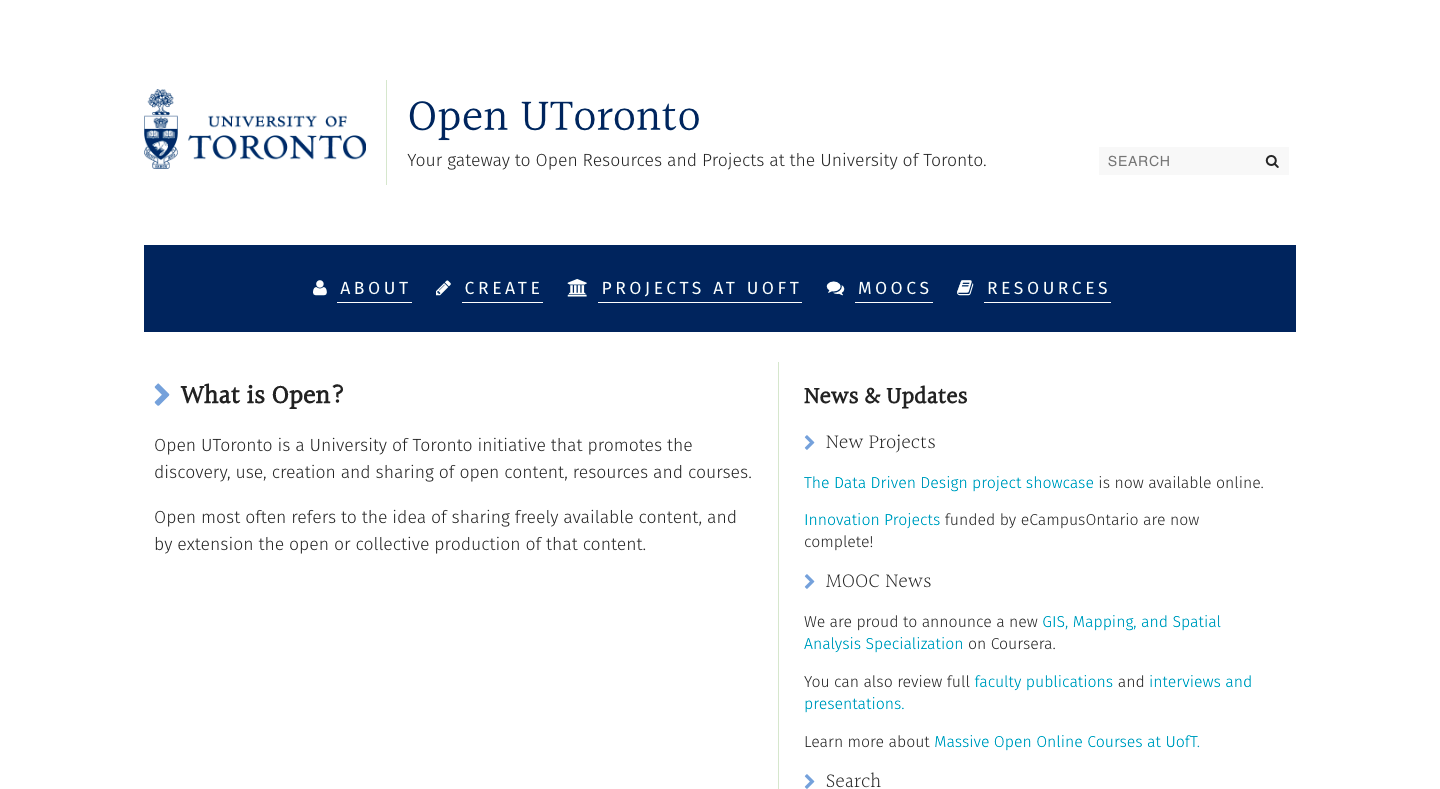 UNIVERSITY OF
TORONTO
Open UToronto
Your gateway to Open Resources and Projects at the University of Toronto.
SEARCH
ABOUT CREATE PROJECTS AT UOFT MOOCS RESOURCES
What is Open?
Open UToronto is a University of Toronto initiative that promotes the
discovery, use, creation and sharing of open content, resources and courses.
Open most often refers to the idea of sharing freely available content, and
by extension the open or collective production of that content.
News & Updates
New Projects
The Data Driven Design project showcase is now available online.
Innovation Projects funded by eCampusOntario are now
complete!
MOOC News
We are proud to announce a new GIS, Mapping, and Spatial
Analysis Specialization on Coursera.
You can also review full faculty publications and interviews and
presentations.
Learn more about Massive Open Online Courses at UofT.
Search